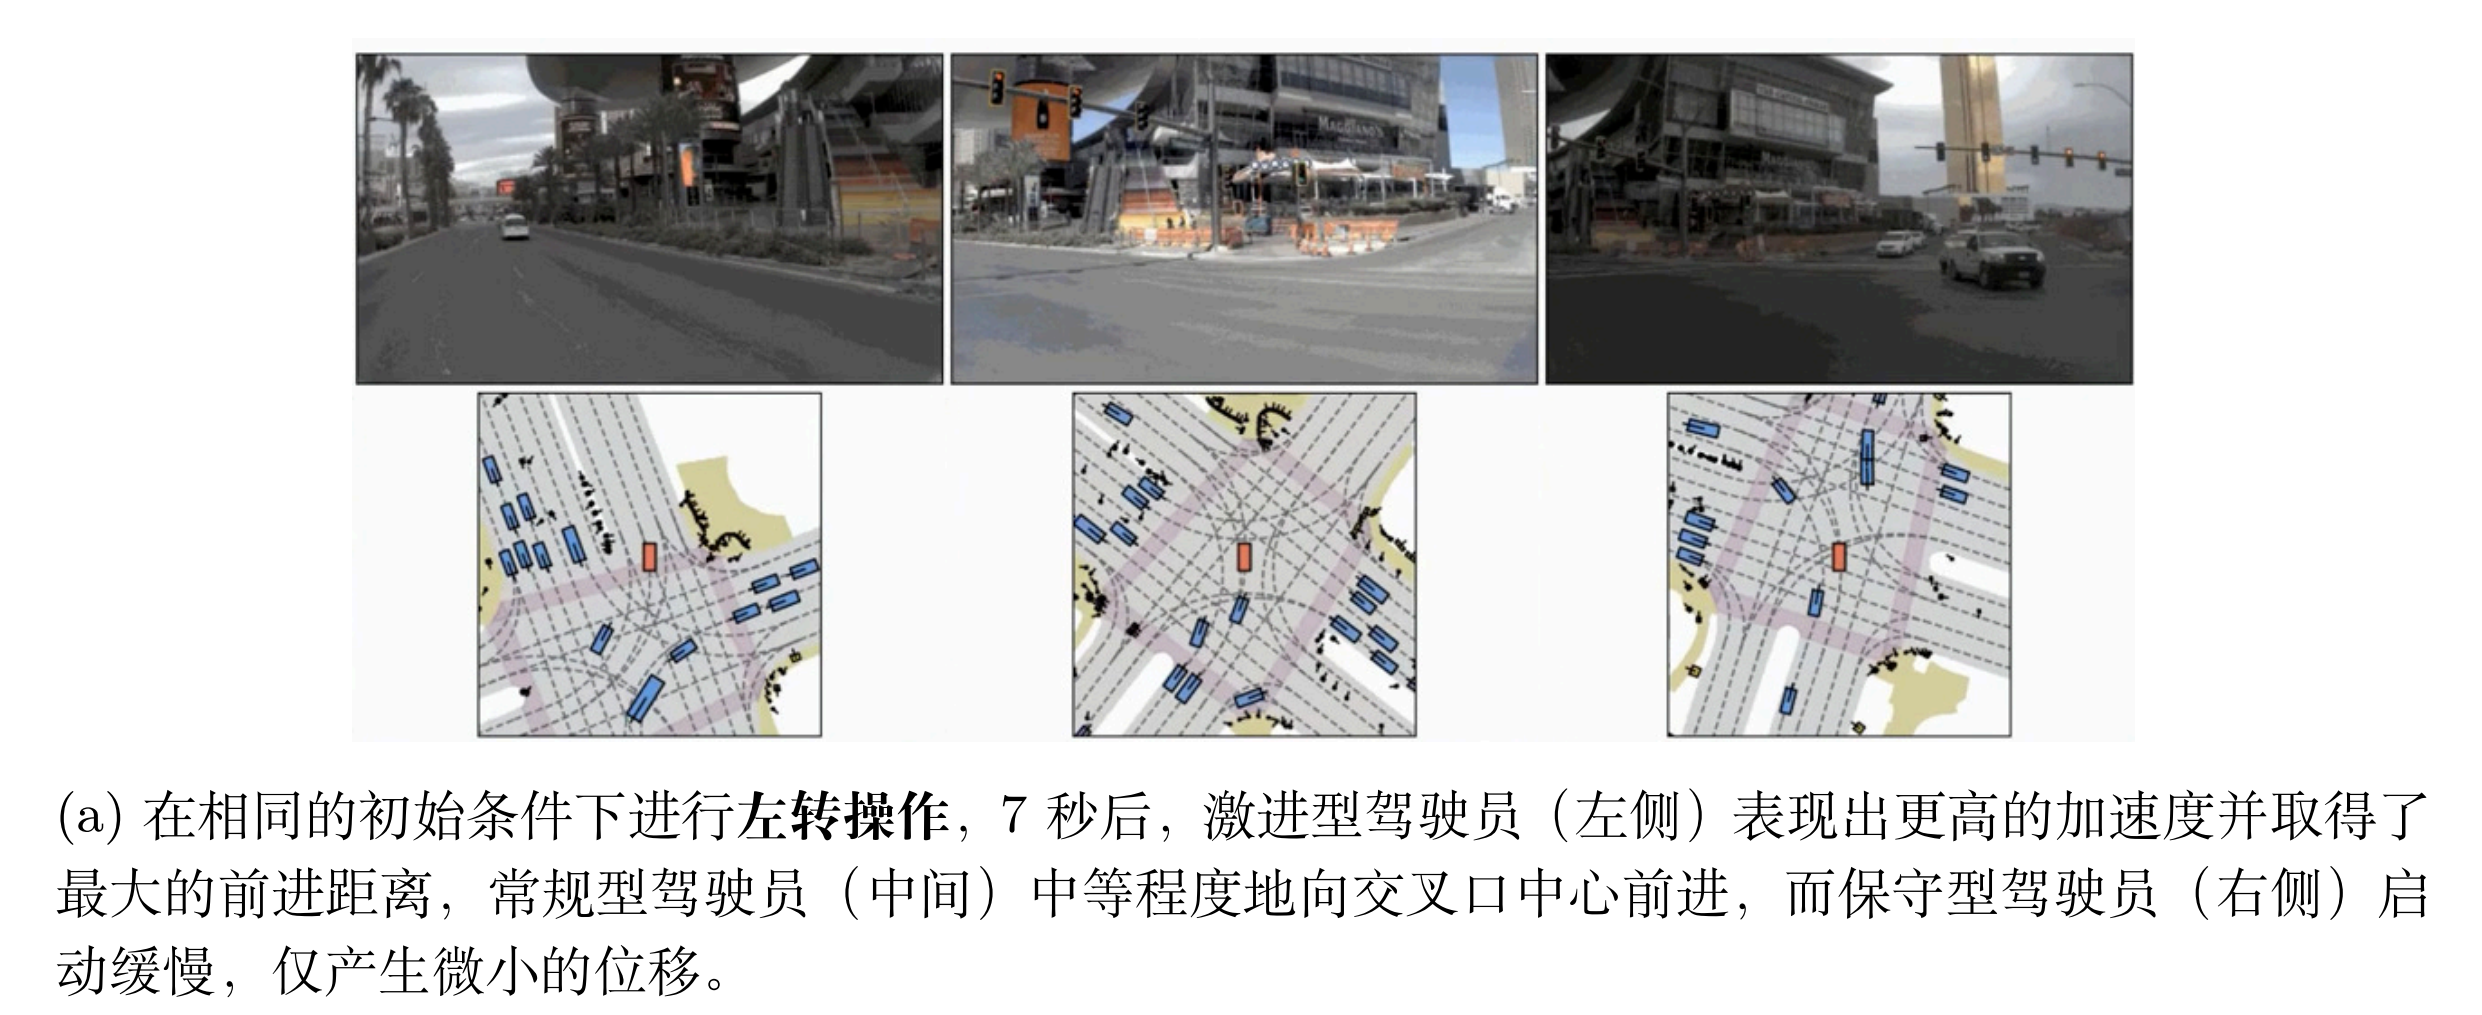 MAGGIANO'S
(a) 在相同的初始条件下进行左转操作，7 秒后，激进型驾驶员（左侧）表现出更高的加速度并取得了
最大的前进距离，常规型驾驶员（中间）中等程度地向交叉口中心前进，而保守型驾驶员（右侧）启
动缓慢，仅产生微小的位移。